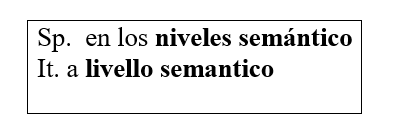 Sp. en los niveles semántico
It. a livello semantico